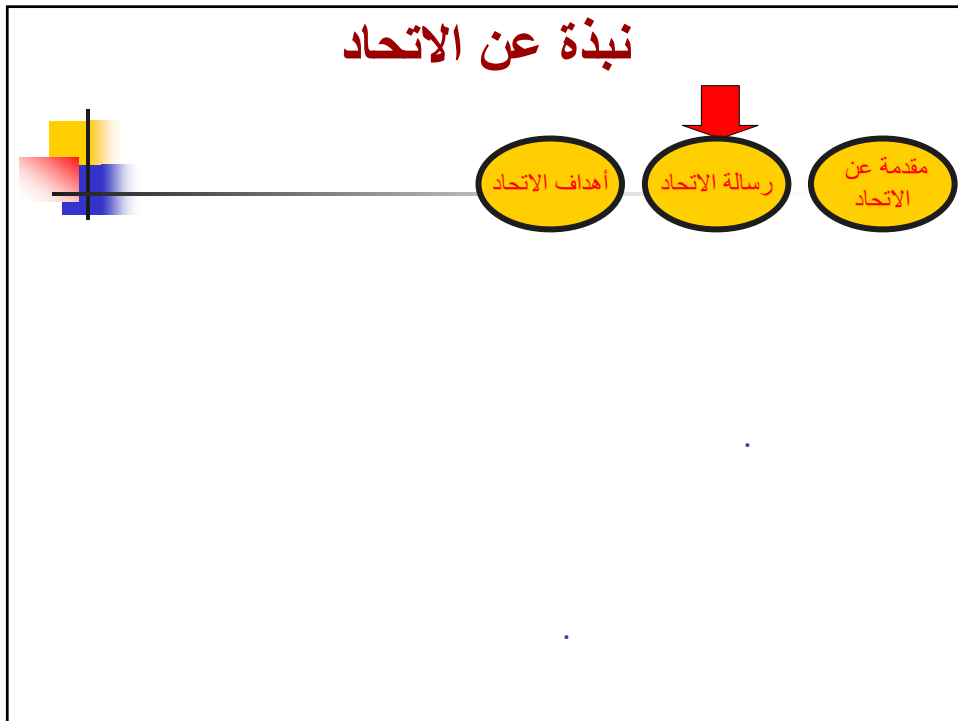 نبذة عن الاتحاد
مقدمة عن
الاتحاد
رسالة الاتحاد
أهداف الاتحاد
.
.